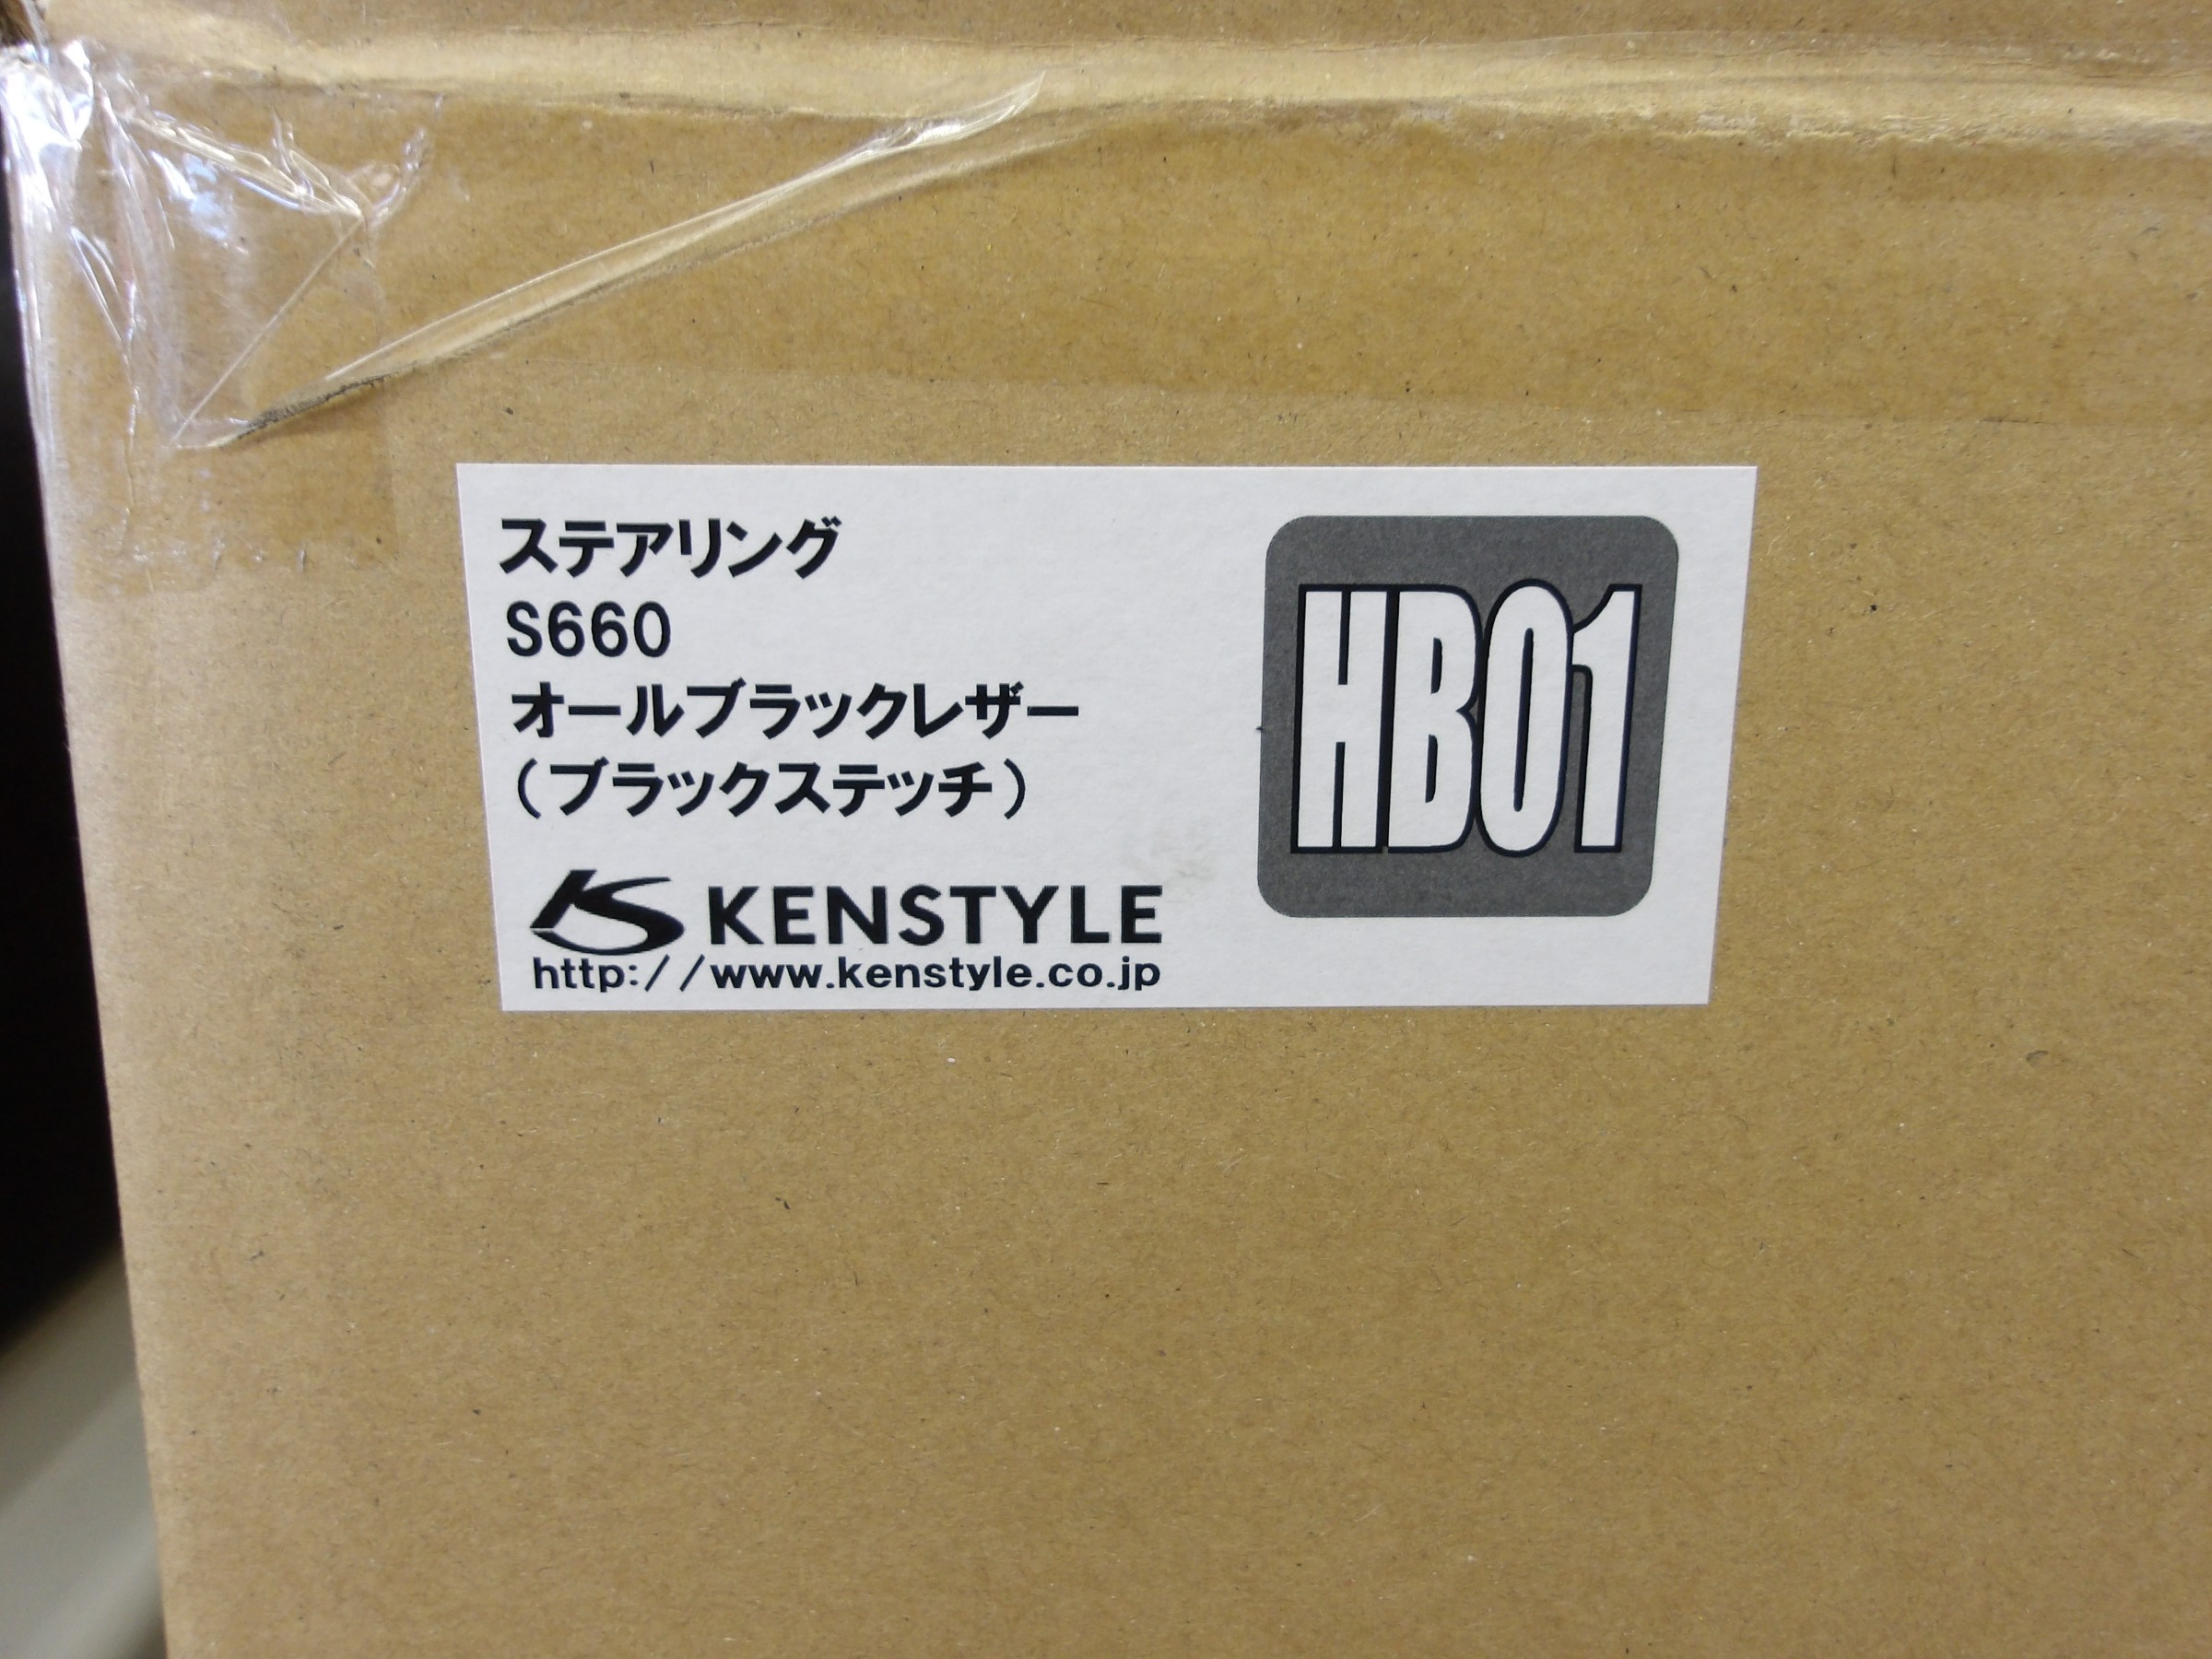 ステアリング
S660
オールブラックレザー
（ブラックステッチ）
HB01
KS KENSTYLE
http://www.kenstyle.co.jp